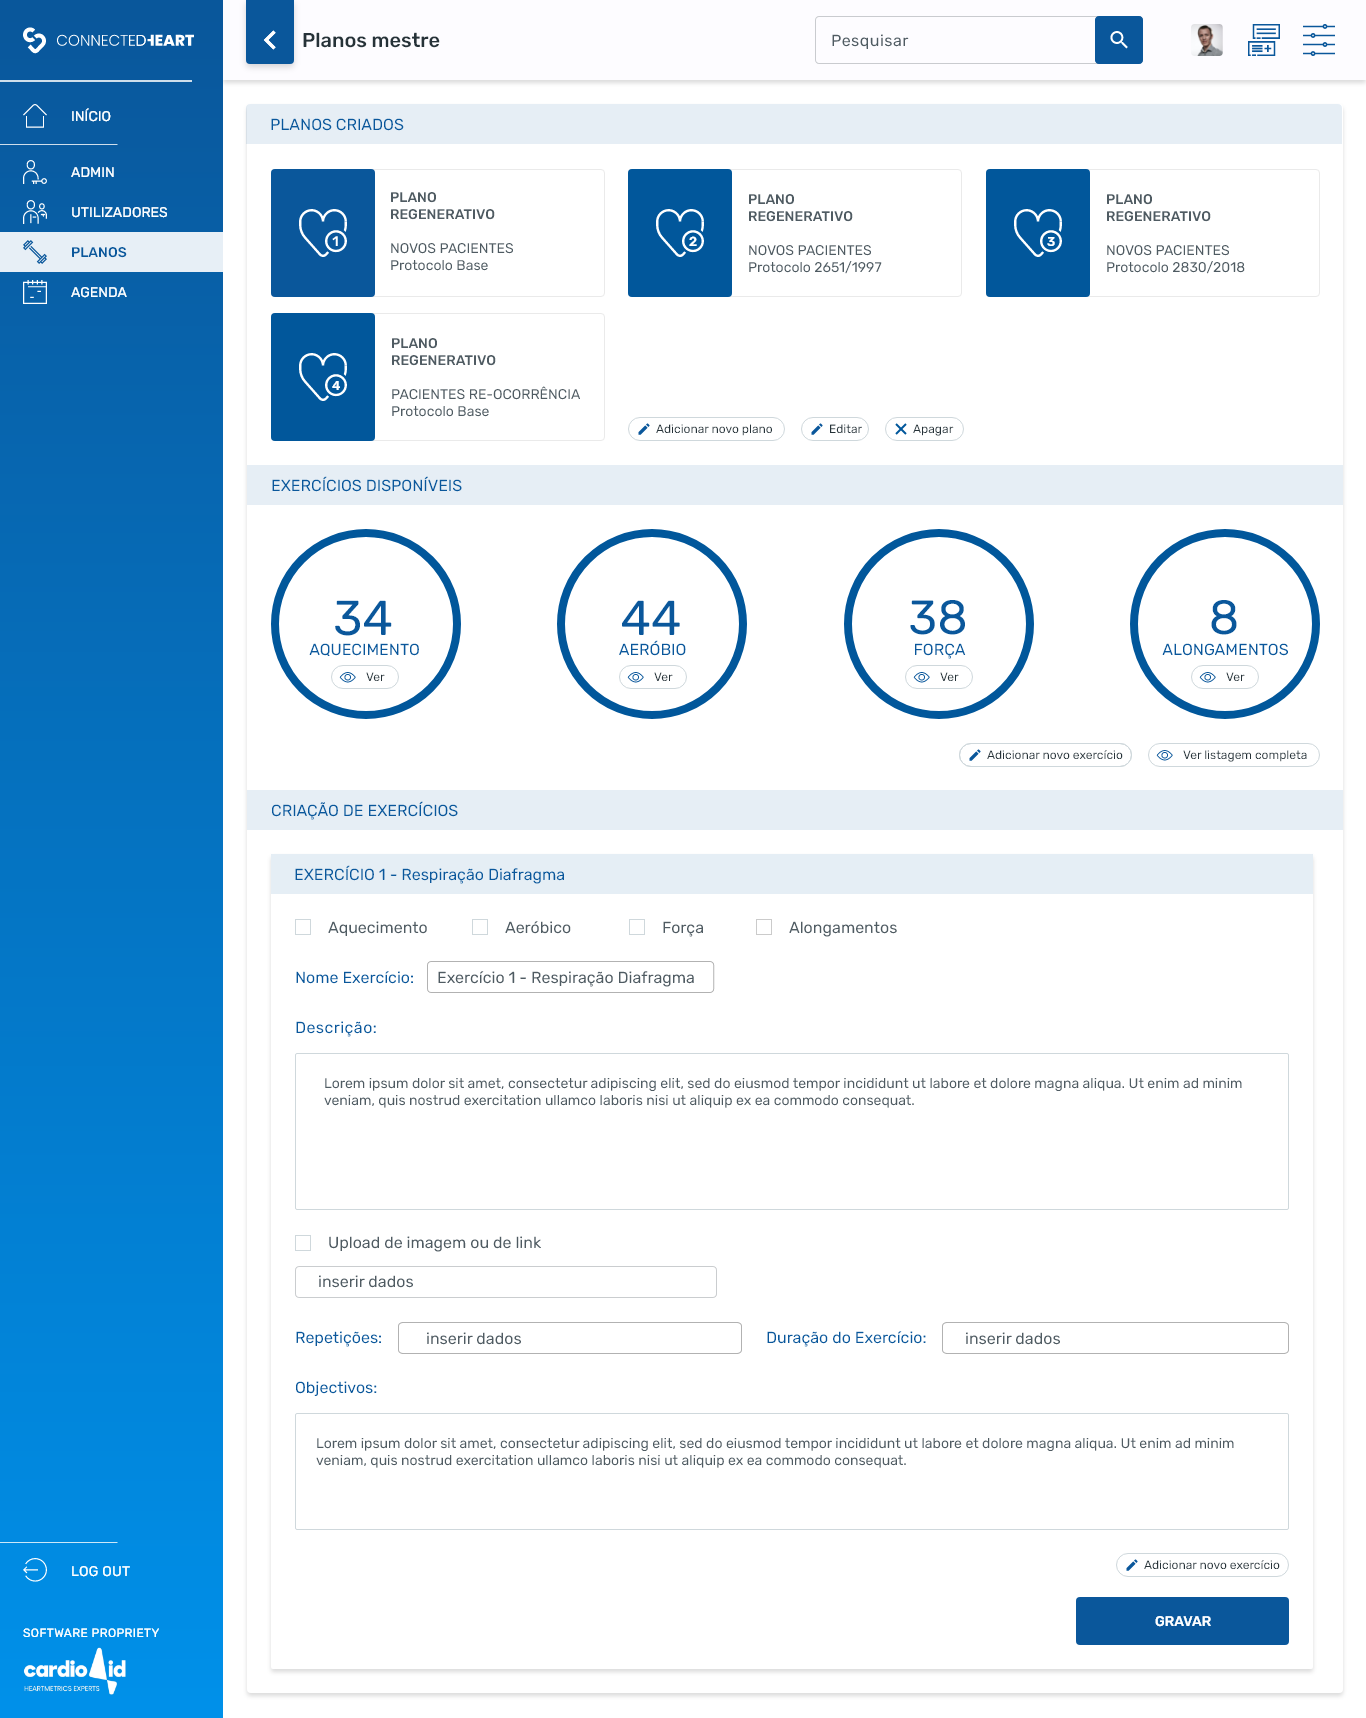 CONNECTEDHEART
INÍCIO
ADMIN
UTILIZADORES
PLANOS
AGENDA
LOG OUT
SOFTWARE PROPRIETY
cardioAid
HEARTMETRICS EXPERTS
Planos mestre
Pesquisar
PLANOS CRIADOS
1
PLANO
REGENERATIVO
NOVOS PACIENTES
Protocolo Base
2
PLANO
REGENERATIVO
NOVOS PACIENTES
Protocolo 2651/1997
3
PLANO
REGENERATIVO
NOVOS PACIENTES
Protocolo 2830/2018
4
PLANO
REGENERATIVO
PACIENTES RE-OCORRÊNCIA
Protocolo Base
Adicionar novo plano
Editar
Apagar
EXERCÍCIOS DISPONÍVEIS
34
AQUECIMENTO
Ver
44
AERÓBIO
Ver
38
FORÇA
Ver
8
ALONGAMENTOS
Ver
Adicionar novo exercício
Ver listagem completa
CRIAÇÃO DE EXERCÍCIOS
EXERCÍCIO 1 - Respiração Diafragma
Aquecimento
Aeróbico
Força
Alongamentos
Nome Exercício: Exercício 1 - Respiração Diafragma
Descrição:
Lorem ipsum dolor sit amet, consectetur adipiscing elit, sed do eiusmod tempor incididunt ut labore et dolore magna aliqua. Ut enim ad minim
veniam, quis nostrud exercitation ullamco laboris nisi ut aliquip ex ea commodo consequat.
Upload de imagem ou de link
inserir dados
Repetições: inserir dados
Duração do Exercício: inserir dados
Objectivos:
Lorem ipsum dolor sit amet, consectetur adipiscing elit, sed do eiusmod tempor incididunt ut labore et dolore magna aliqua. Ut enim ad minim
veniam, quis nostrud exercitation ullamco laboris nisi ut aliquip ex ea commodo consequat.
Adicionar novo exercício
GRAVAR